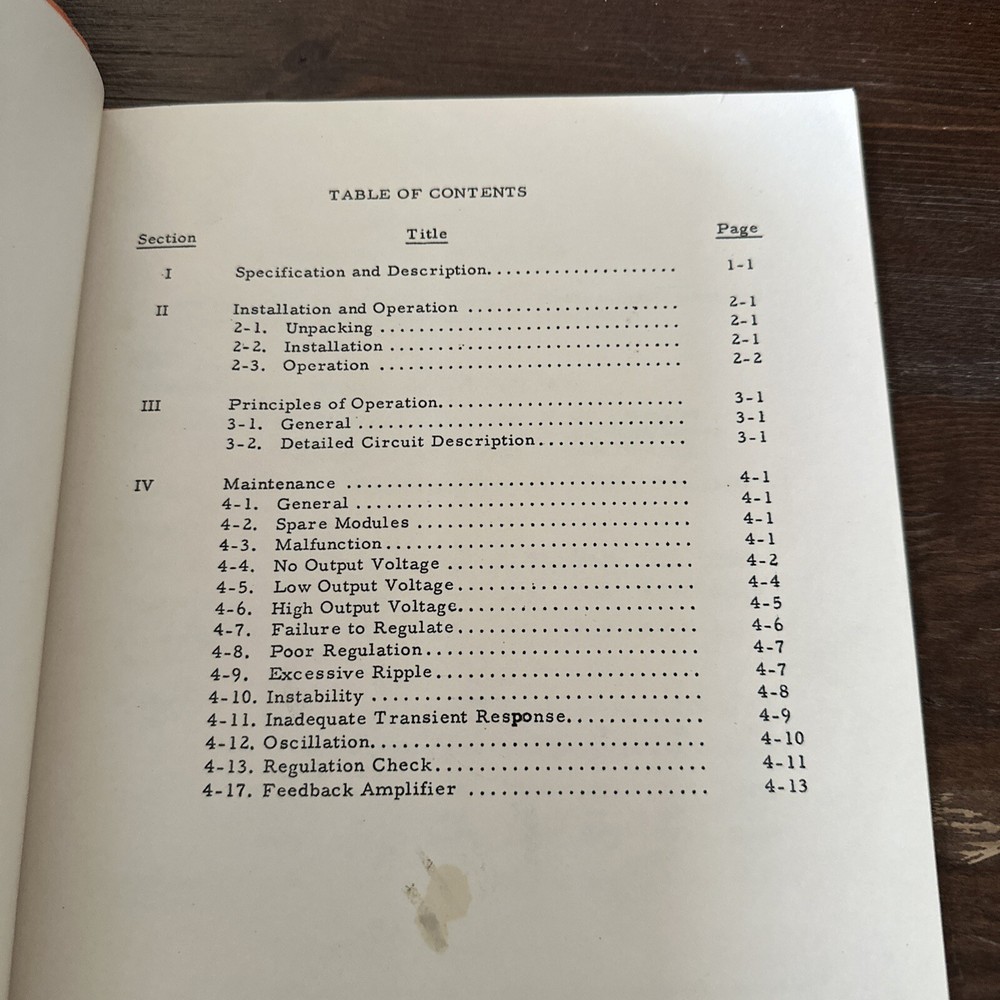 TABLE OF CONTENTS
Section Title Page
I Specification and Description.................... 1-1
II Installation and Operation ...................... 2-1
2-1. Unpacking ............................... 2-1
2-2. Installation .............................. 2-1
2-3. Operation ............................... 2-2
III Principles of Operation......................... 3-1
3-1. General ................................. 3-1
3-2. Detailed Circuit Description............... 3-1
IV Maintenance ................................... 4-1
4-1. General ................................. 4-1
4-2. Spare Modules ........................... 4-1
4-3. Malfunction.............................. 4-1
4-4. No Output Voltage ........................ 4-2
4-5. Low Output Voltage....................... 4-4
4-6. High Output Voltage....................... 4-5
4-7. Failure to Regulate....................... 4-6
4-8. Poor Regulation.......................... 4-7
4-9. Excessive Ripple......................... 4-7
4-10. Instability ................................ 4-8
4-11. Inadequate Transient Response............. 4-9
4-12. Oscillation................................ 4-10
4-13. Regulation Check.......................... 4-11
4-17. Feedback Amplifier ....................... 4-13